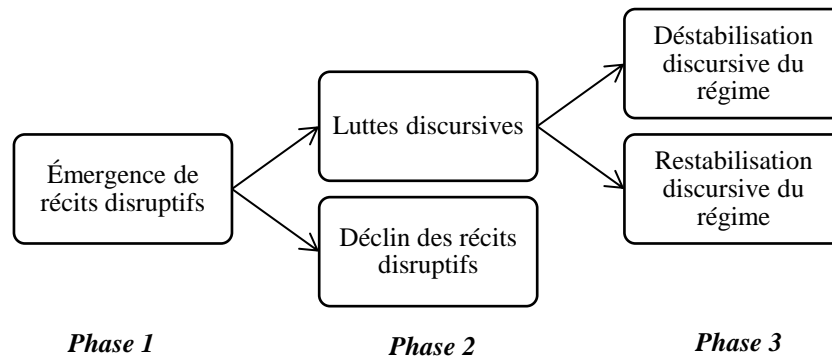 Émergence de
récits disruptifs
Luttes discursives
Déclin des récits
disruptifs
Déstabilisation
discursive du
régime
Restabilisation
discursive du
régime
Phase 1
Phase 2
Phase 3